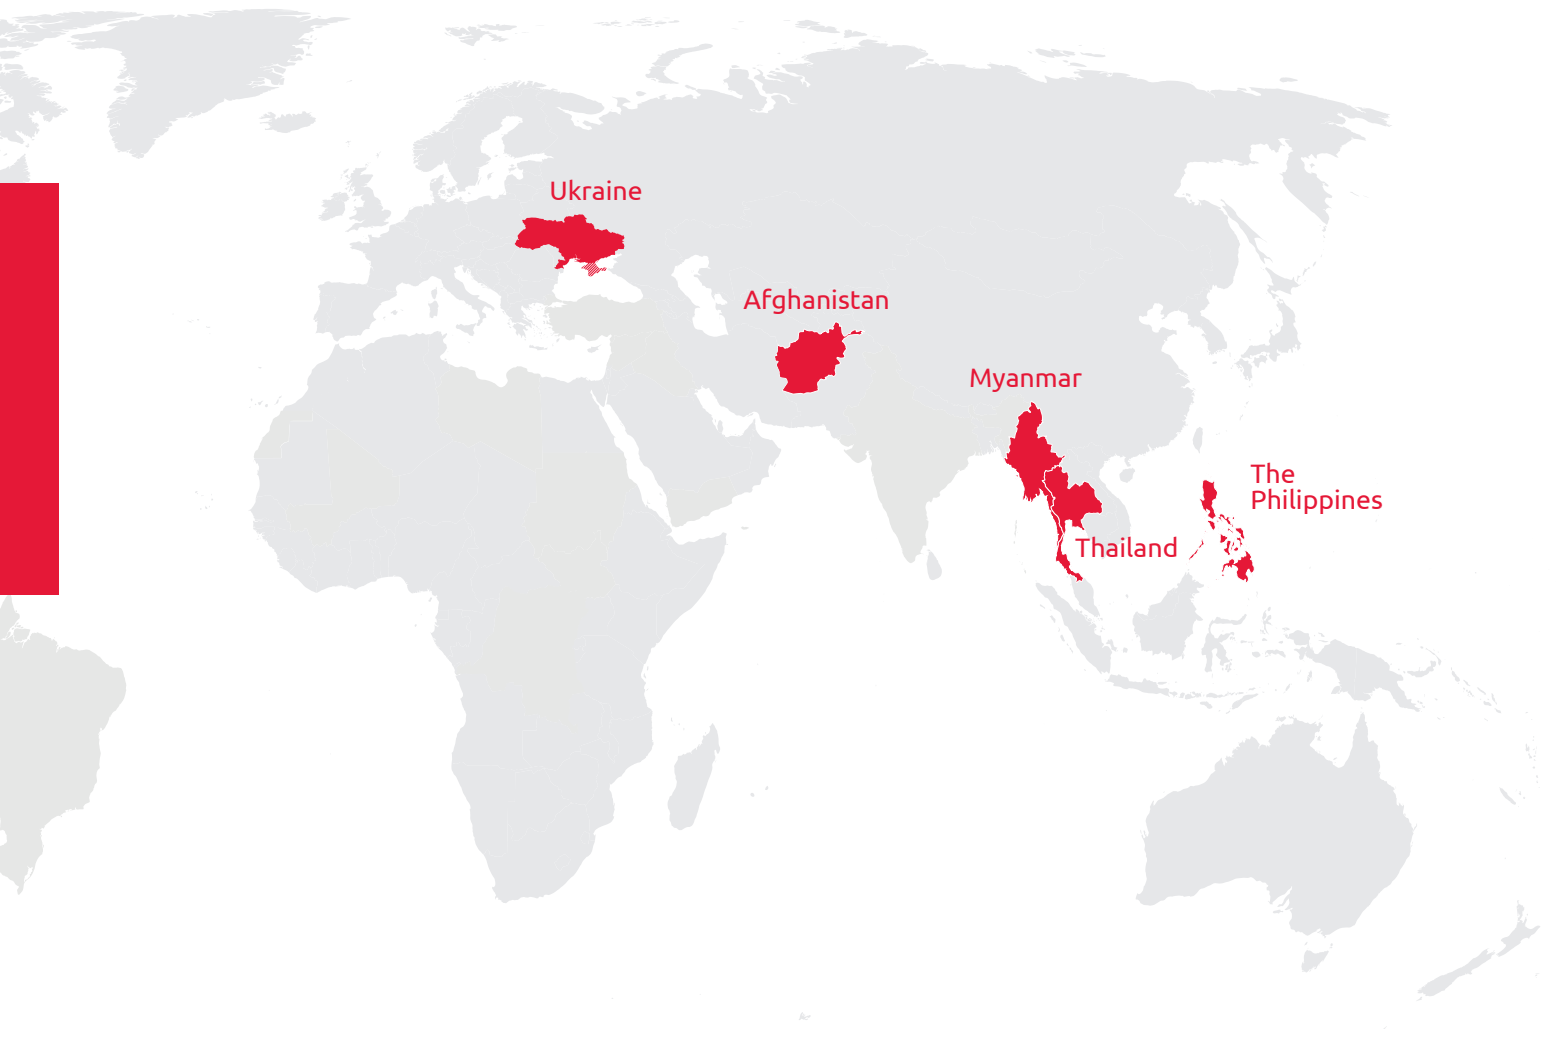 Ukraine
Afghanistan
Myanmar
The
Philippines
Thailand